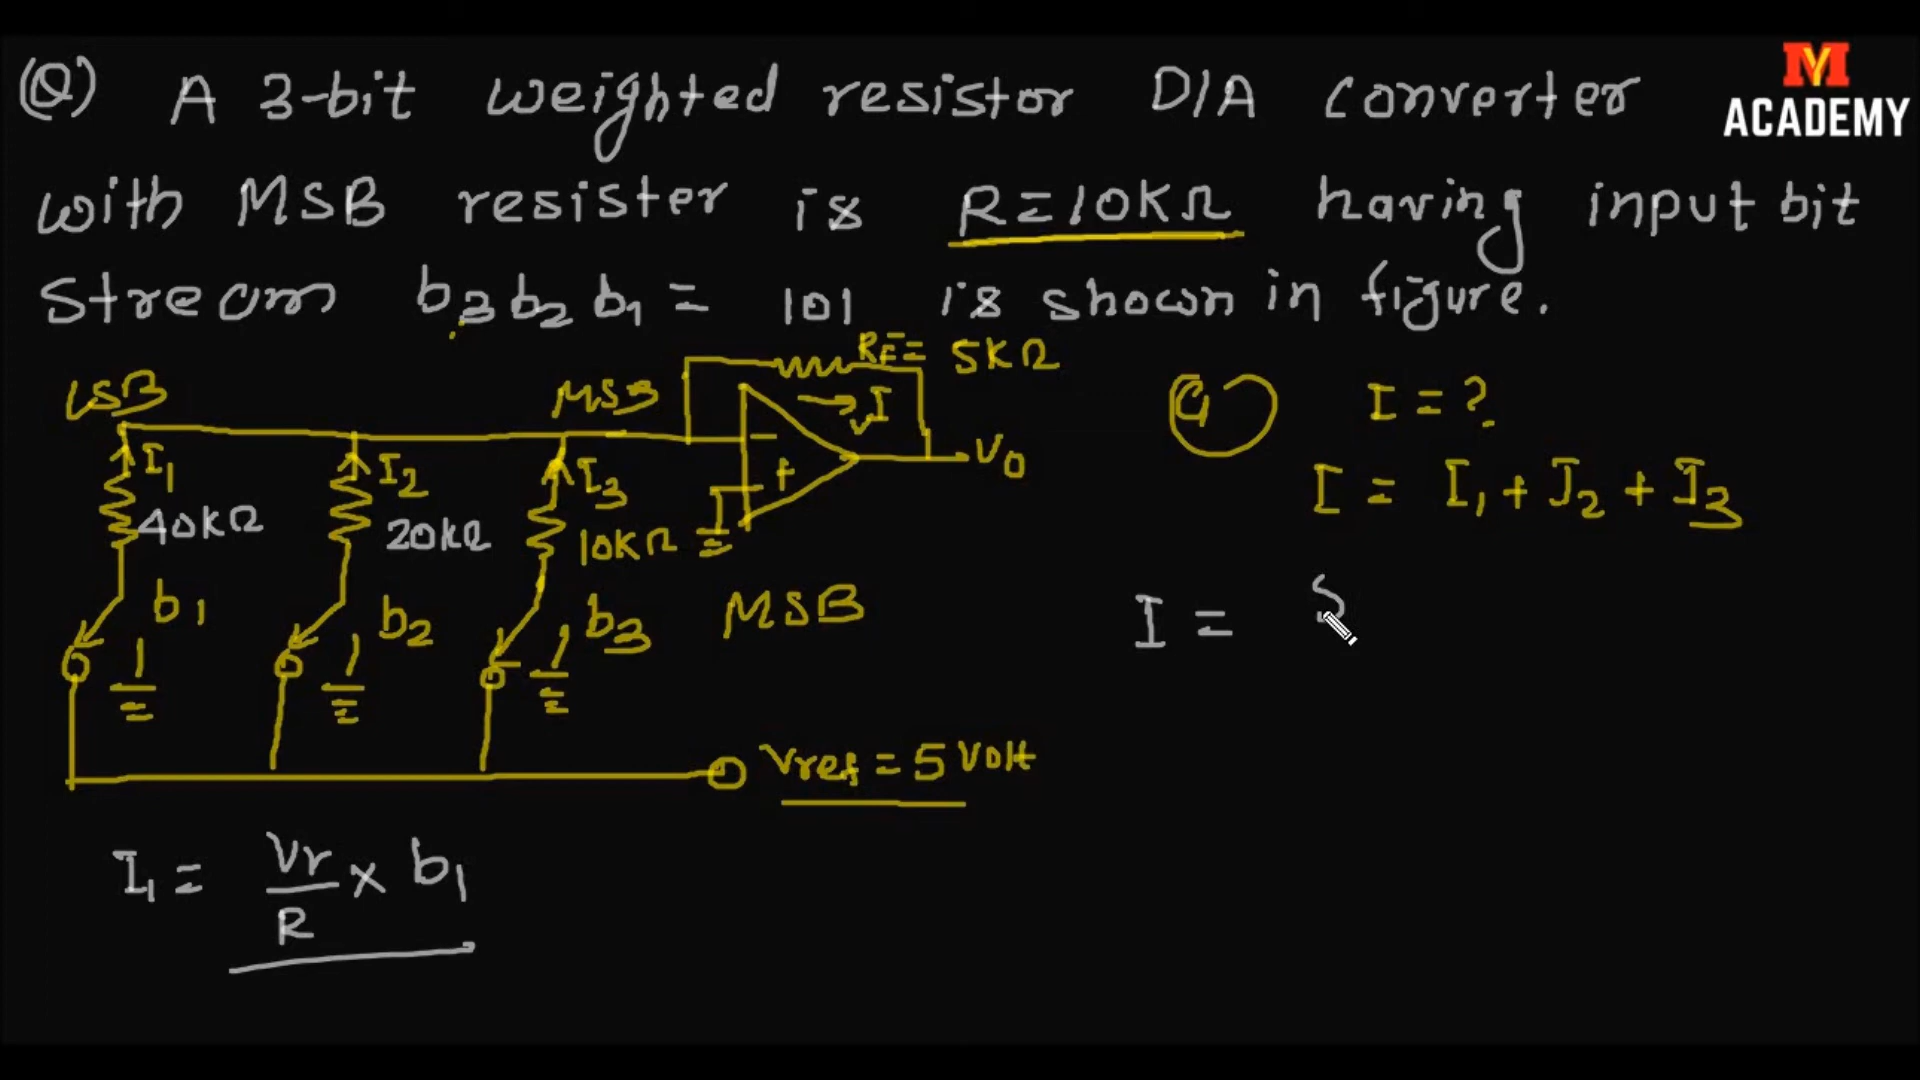 (Q) A 3-bit weighted resistor D/A converter
M
ACADEMY
with MSB resister is R=10KΩ having input bit
Stream b3b2b1= 101 is shown in figure.
RF= 5KΩ
LSB MSB
I
I1 I2 I3
40KΩ 20KΩ 10KΩ
- + V0
b1 b2 b3 MSB
Vref = 5 Volt
I1 = Vr/R × b1
I = ?
I = I1 + I2 + I3
I =